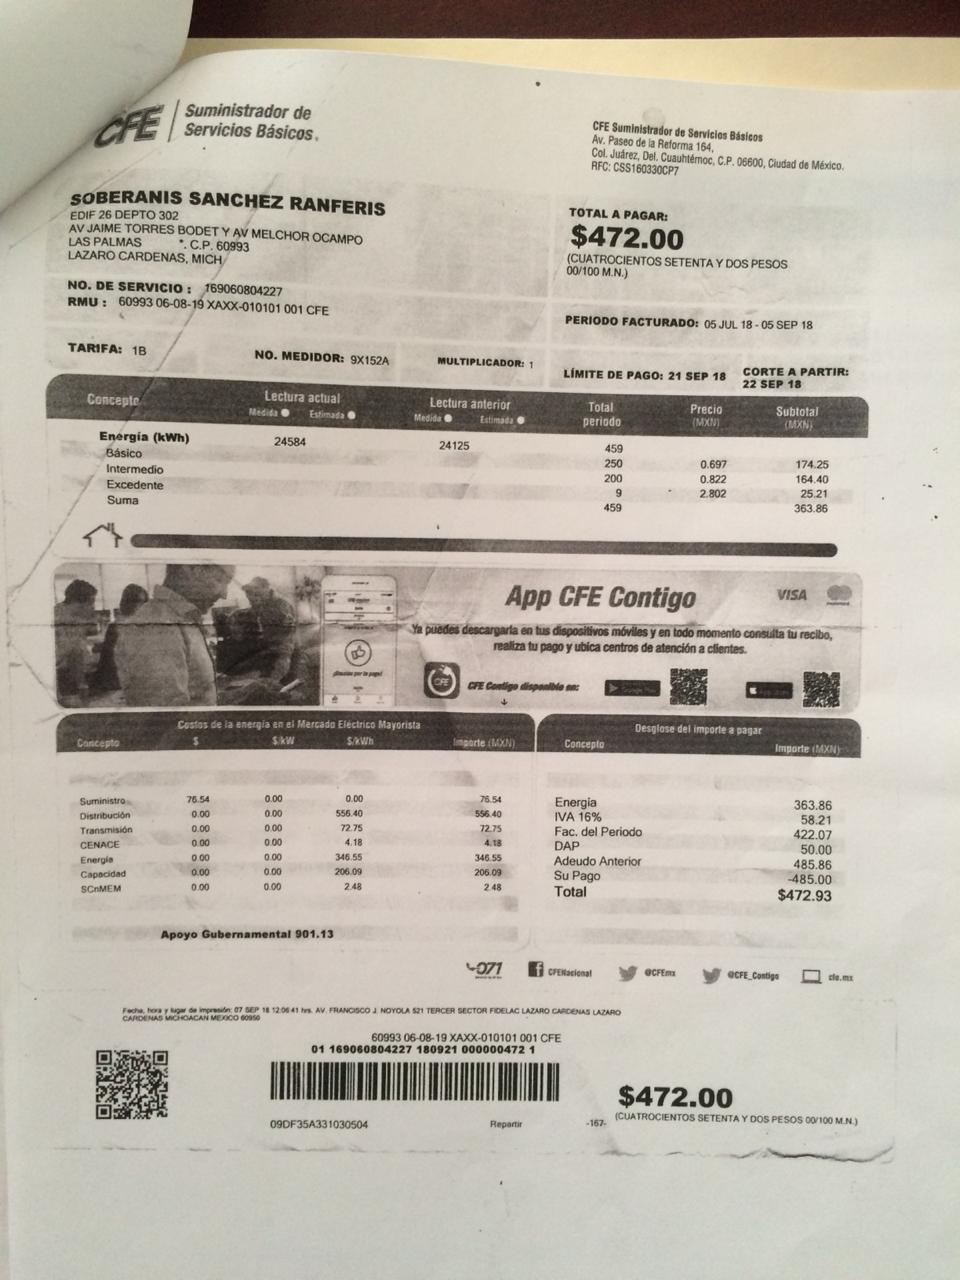 CFE Suministrador de
Servicios Básicos.
CFE Suministrador de Servicios Básicos
Av. Paseo de la Reforma 164,
Col. Juárez, Del. Cuauhtémoc, C.P. 06600, Ciudad de México.
RFC: CSS160330CP7
SOBERANIS SANCHEZ RANFERIS
EDIF 26 DEPTO 302
AV JAIME TORRES BODET Y AV MELCHOR OCAMPO
LAS PALMAS *. C.P. 60993
LAZARO CARDENAS, MICH
NO. DE SERVICIO : 169060804227
RMU : 60993 06-08-19 XAXX-010101 001 CFE
TOTAL A PAGAR:
$472.00
(CUATROCIENTOS SETENTA Y DOS PESOS
00/100 M.N.)
PERIODO FACTURADO: 05 JUL 18 - 05 SEP 18
TARIFA: 1B NO. MEDIDOR: 9X152A MULTIPLICADOR: 1
LÍMITE DE PAGO: 21 SEP 18 CORTE A PARTIR:
22 SEP 18
Concepto Lectura actual Lectura anterior Total periodo Precio (MXN) Subtotal (MXN)
Medida Estimada Medida Estimada
Energía (kWh) 24584 24125 459
Básico 250 0.697 174.25
Intermedio 200 0.822 164.40
Excedente 9 2.802 25.21
Suma 459 363.86
App CFE Contigo VISA
Ya puedes descargarla en tus dispositivos móviles y en todo momento consulta tu recibo,
realiza tu pago y ubica centros de atención a clientes.
CFE CFE Contigo disponible en: Google Play App Store
Costos de la energía en el Mercado Eléctrico Mayorista
Concepto $ $/kW $/kWh Importe (MXN)
Suministro 76.54 0.00 0.00 76.54
Distribución 0.00 0.00 556.40 556.40
Transmisión 0.00 0.00 72.75 72.75
CENACE 0.00 0.00 4.18 4.18
Energía 0.00 0.00 346.55 346.55
Capacidad 0.00 0.00 206.09 206.09
SCnMEM 0.00 0.00 2.48 2.48
Apoyo Gubernamental 901.13
Desglose del importe a pagar
Concepto Importe (MXN)
Energía 363.86
IVA 16% 58.21
Fac. del Periodo 422.07
DAP 50.00
Adeudo Anterior 485.86
Su Pago -485.00
Total $472.93
071 CFENacional @CFEmx @CFE_Contigo cfe.mx
Fecha, hora y lugar de impresión: 07 SEP 18 12:06:41 hrs. AV. FRANCISCO J. NOYOLA 521 TERCER SECTOR FIDELAC LAZARO CARDENAS LAZARO
CARDENAS MICHOACAN MEXICO 60950
60993 06-08-19 XAXX-010101 001 CFE
01 169060804227 180921 000000472 1
09DF35A331030504 Repartir -167-
$472.00
(CUATROCIENTOS SETENTA Y DOS PESOS 00/100 M.N.)